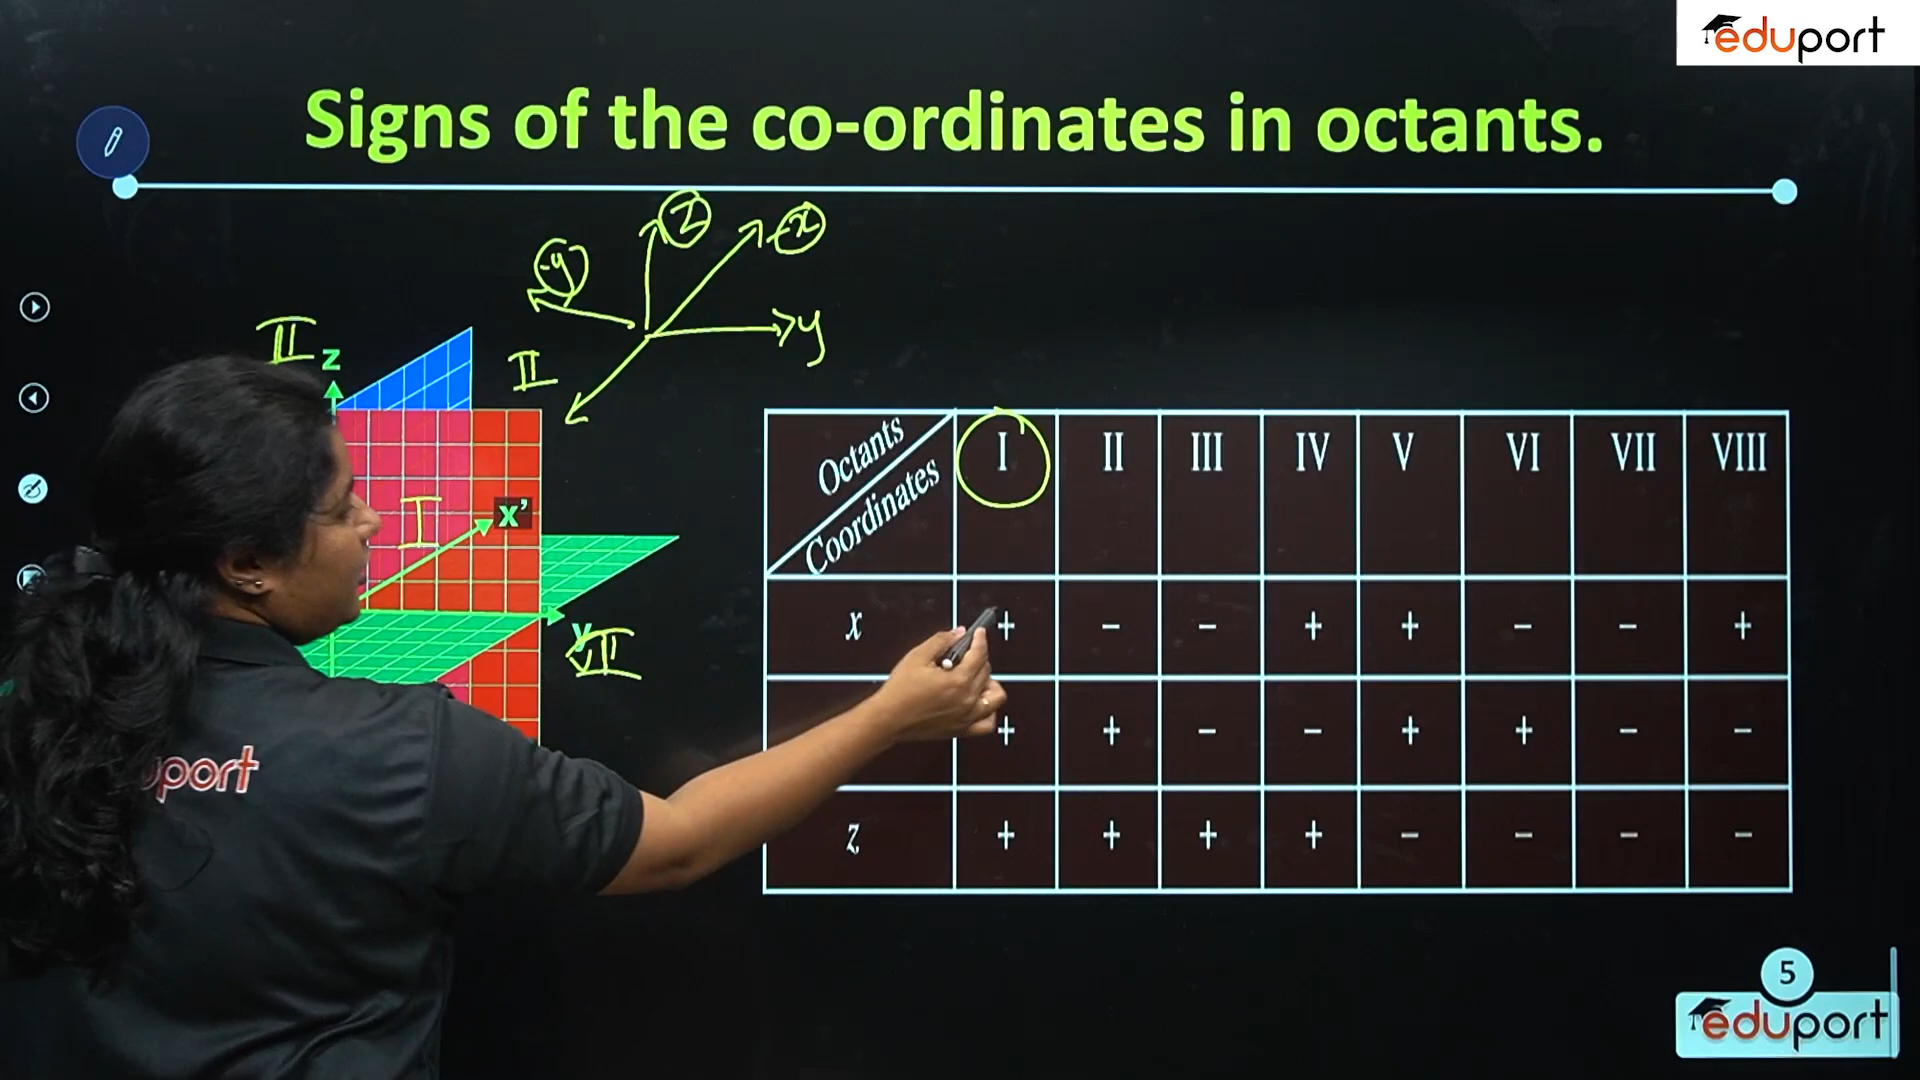 eduport
Signs of the co-ordinates in octants.
z
-x
-y
y
II
II
z
I
x'
y
VII
Octants I II III IV V VI VII VIII
Coordinates
x + − − + + − − +
+ + − − + + − −
z + + + + − − − −
uport
5
eduport